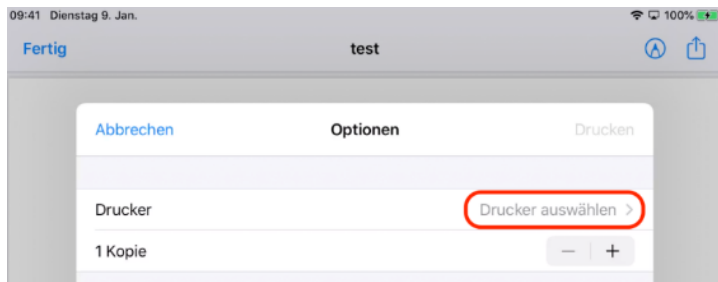 09:41 Dienstag 9. Jan. 100%
Fertig test
Abbrechen Optionen Drucken
Drucker Drucker auswählen >
1 Kopie − +